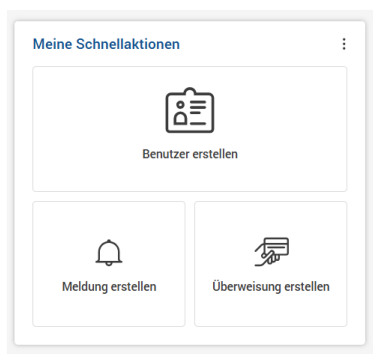 Meine Schnellaktionen
Benutzer erstellen
Meldung erstellen
Überweisung erstellen